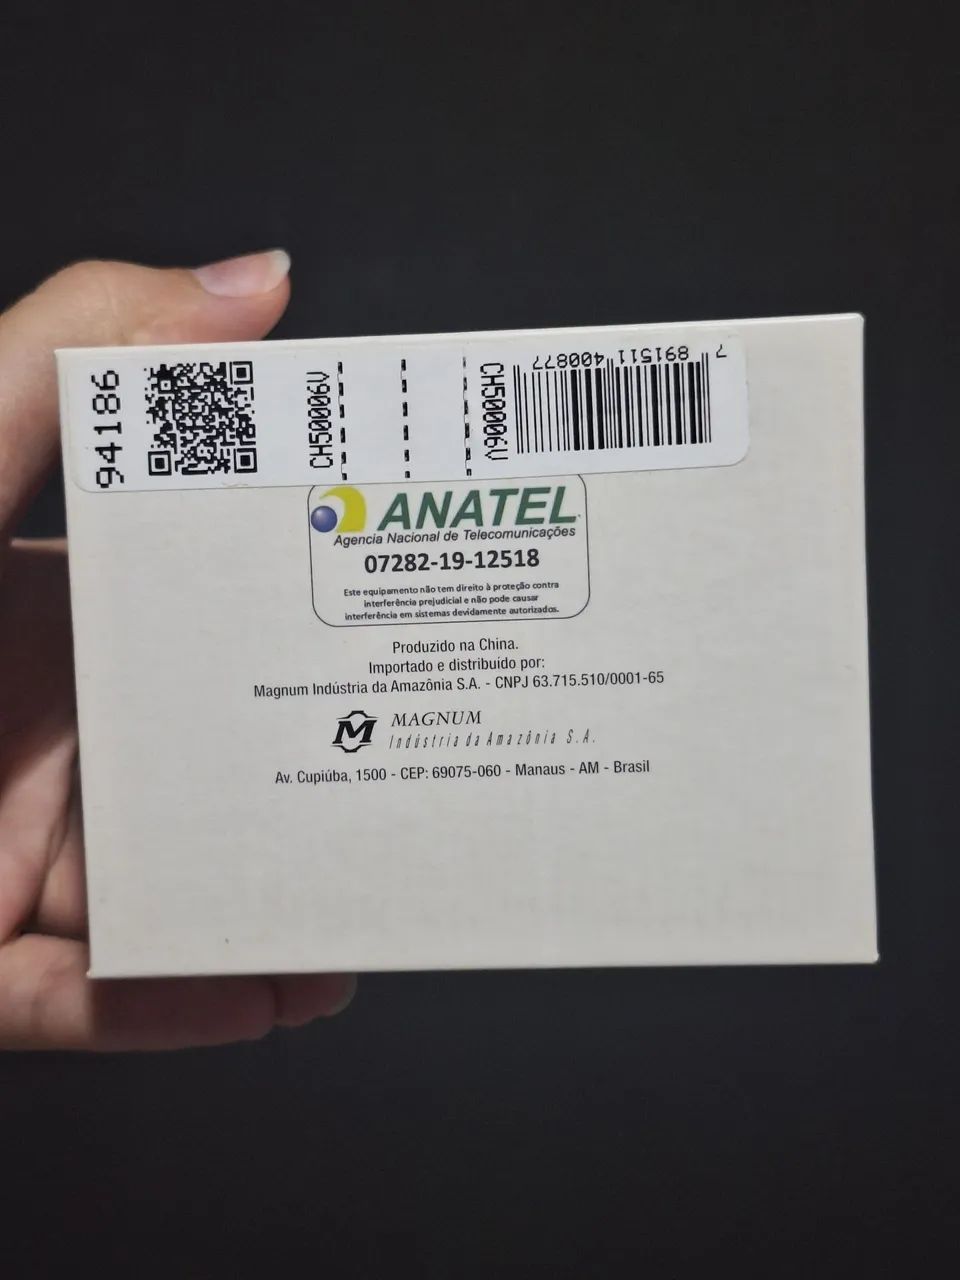 94186
CH50006V
CH50006V
7 891511 400877
ANATEL
Agencia Nacional de Telecomunicações
07282-19-12518
Este equipamento não tem direito à proteção contra
interferência prejudicial e não pode causar
interferência em sistemas devidamente autorizados.
Produzido na China.
Importado e distribuído por:
Magnum Indústria da Amazônia S.A. - CNPJ 63.715.510/0001-65
M MAGNUM
Indústria da Amazônia S.A.
Av. Cupiúba, 1500 - CEP: 69075-060 - Manaus - AM - Brasil